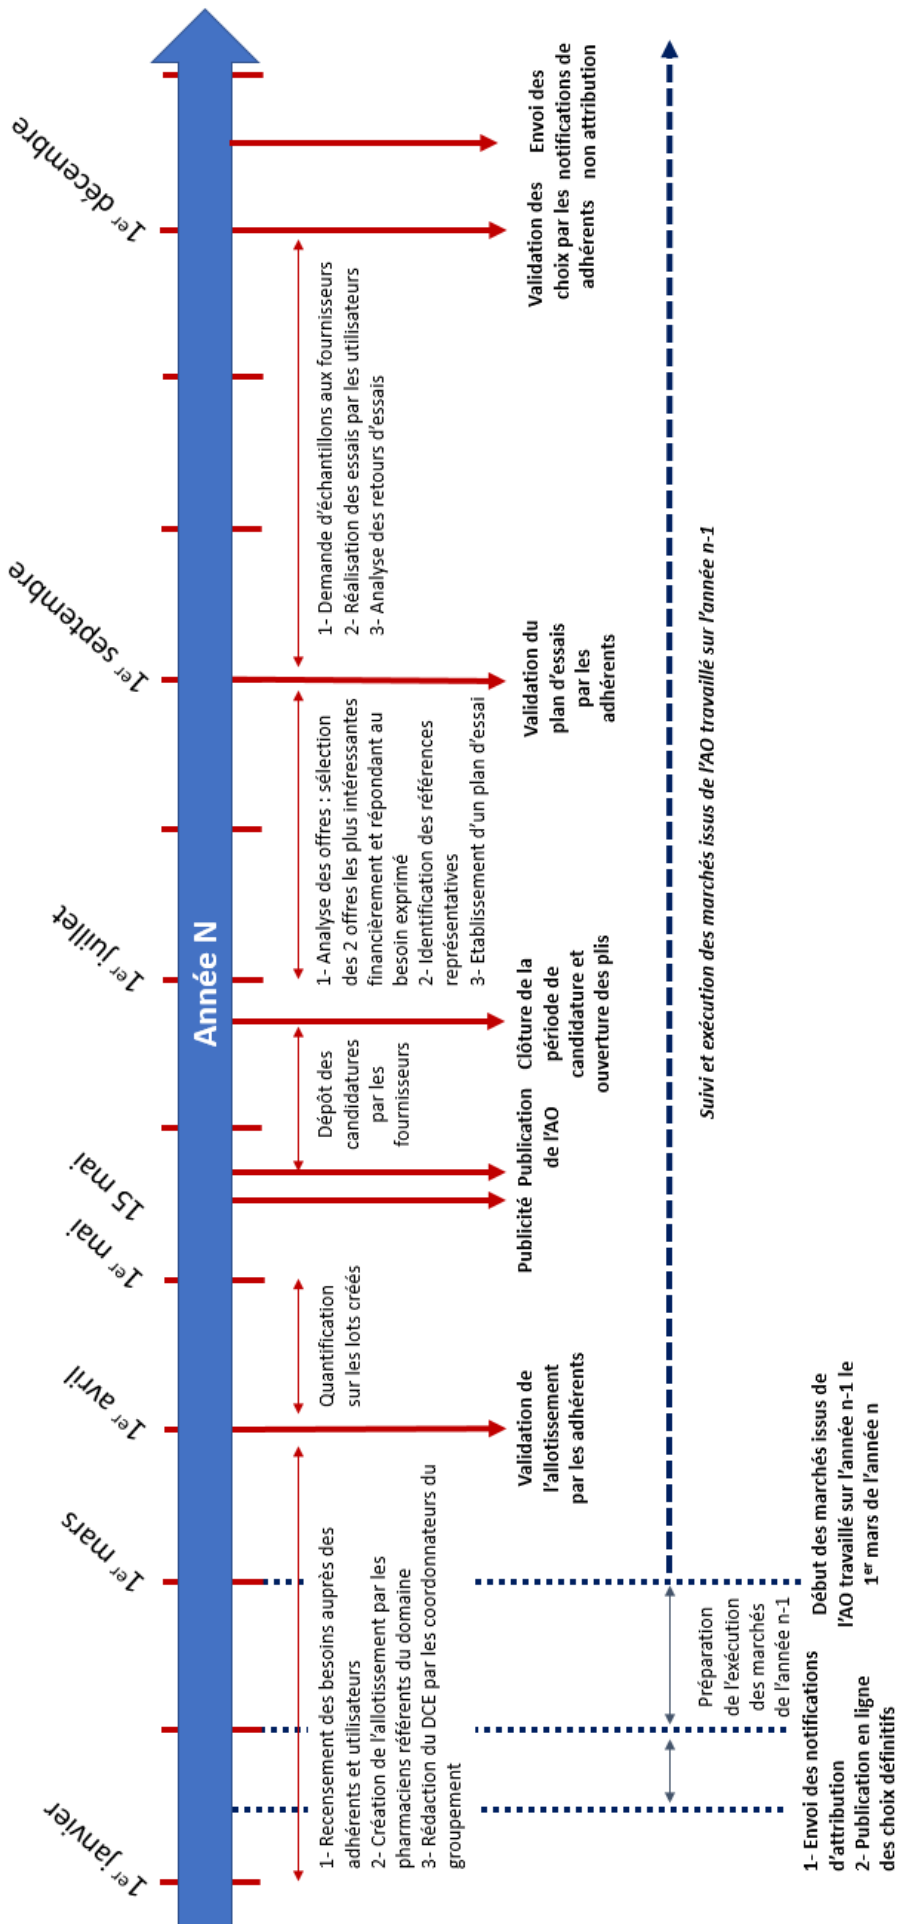 Année N
1er janvier
1er mars
1er avril
1er mai
15 mai
1er juillet
1er septembre
1er décembre
1- Recensement des besoins auprès des
adhérents et utilisateurs
2- Création de l'allotissement par les
pharmaciens référents du domaine
3- Rédaction du DCE par les coordonnateurs du
groupement
Quantification
sur les lots créés
Dépôt des
candidatures
par les
fournisseurs
1- Analyse des offres : sélection
des 2 offres les plus intéressantes
financièrement et répondant au
besoin exprimé
2- Identification des références
représentatives
3- Etablissement d'un plan d'essai
1- Demande d'échantillons aux fournisseurs
2- Réalisation des essais par les utilisateurs
3- Analyse des retours d'essais
Validation de
l'allotissement
par les adhérents
Publicité
Publication
de l'AO
Clôture de la
période de
candidature et
ouverture des plis
Validation du
plan d'essais
par les
adhérents
Validation des
choix par les
adhérents
Envoi des
notifications de
non attribution
Préparation
de l'exécution
des marchés
de l'année n-1
Suivi et exécution des marchés issus de l'AO travaillé sur l'année n-1
1- Envoi des notifications
d'attribution
2- Publication en ligne
des choix définitifs
Début des marchés issus de
l'AO travaillé sur l'année n-1 le
1er mars de l'année n